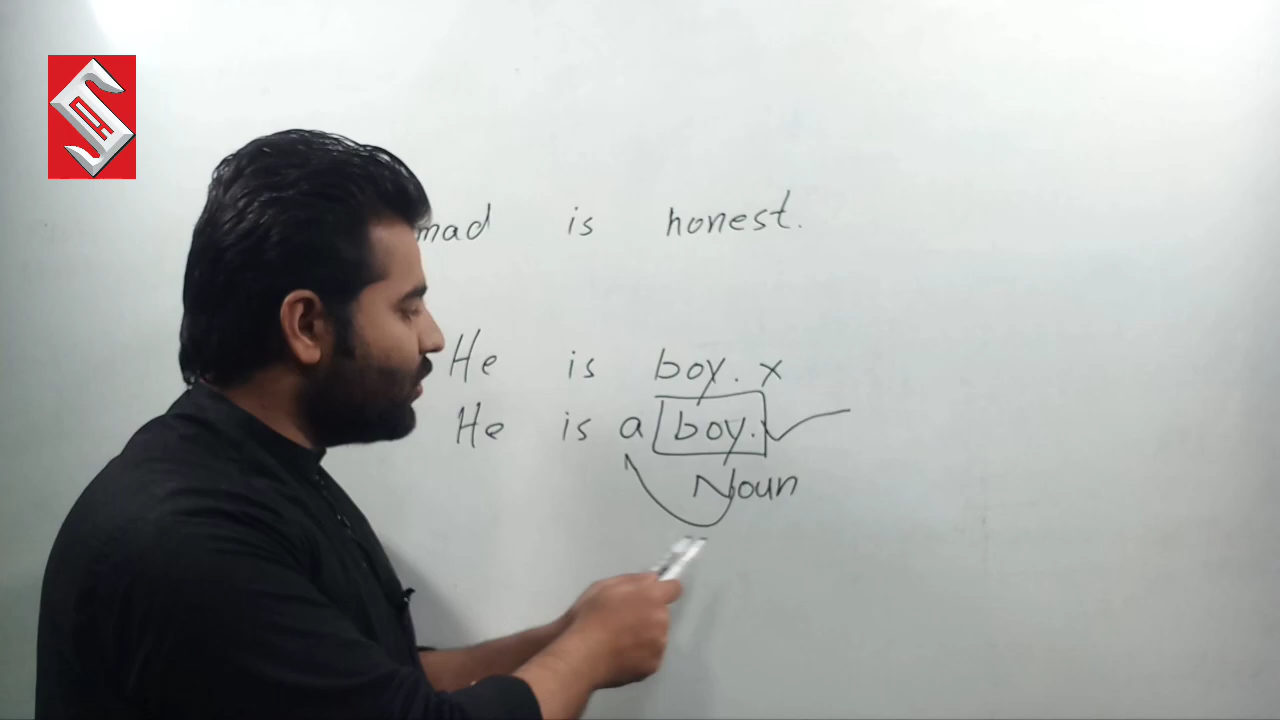 mad is honest.
He is boy. x
He is a boy. ✓
Noun